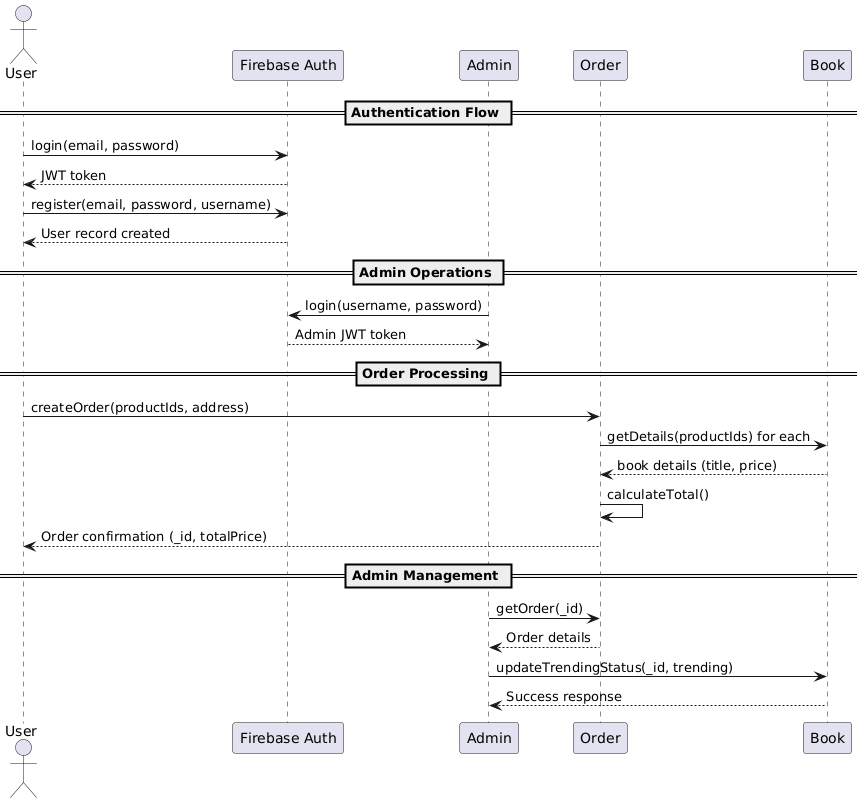 User
Firebase Auth
Admin
Order
Book
Authentication Flow
login(email, password)
JWT token
register(email, password, username)
User record created
Admin Operations
login(username, password)
Admin JWT token
Order Processing
createOrder(productIds, address)
getDetails(productIds) for each
book details (title, price)
calculateTotal()
Order confirmation (_id, totalPrice)
Admin Management
getOrder(_id)
Order details
updateTrendingStatus(_id, trending)
Success response
User
Firebase Auth
Admin
Order
Book